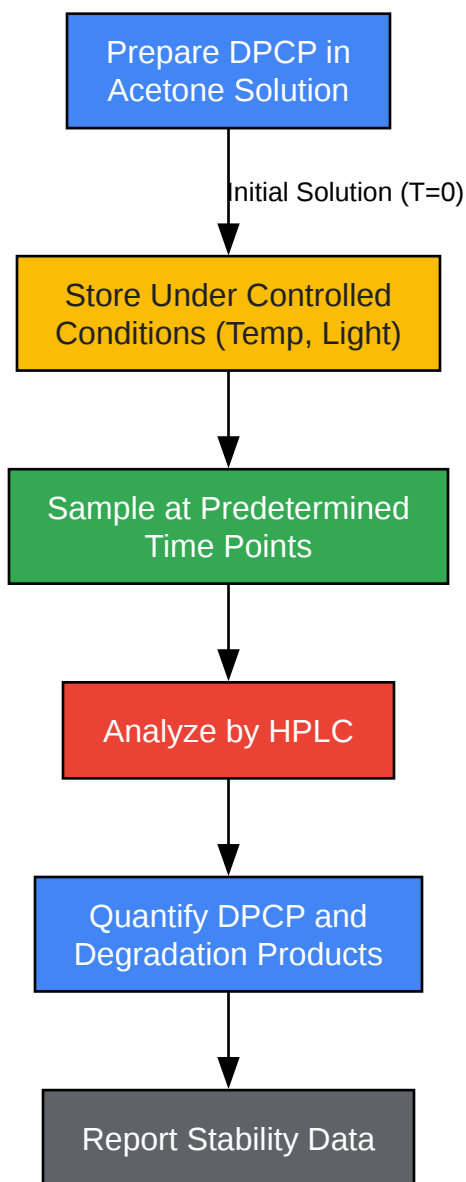 Prepare DPCP in
Acetone Solution
Initial Solution (T=0)
Store Under Controlled
Conditions (Temp, Light)
Sample at Predetermined
Time Points
Analyze by HPLC
Quantify DPCP and
Degradation Products
Report Stability Data